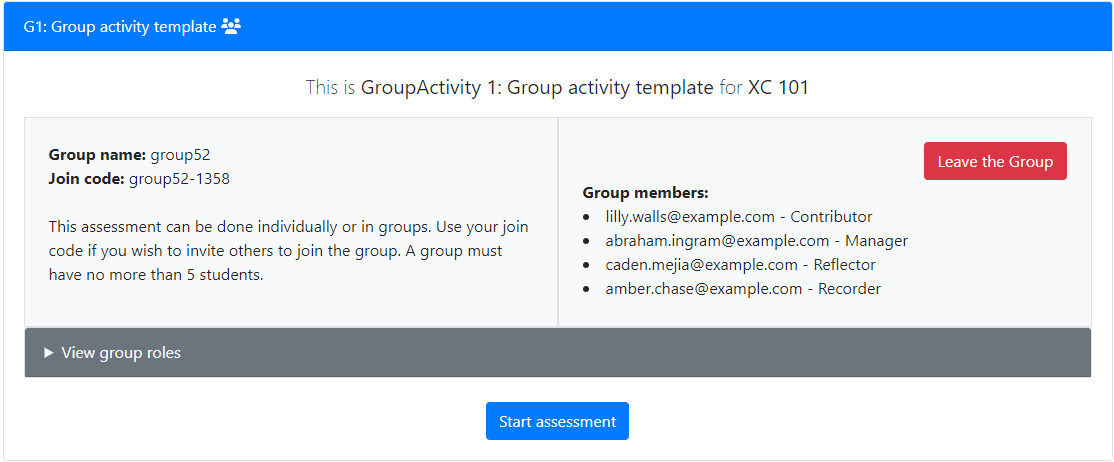 G1: Group activity template
This is GroupActivity 1: Group activity template for XC 101
Group name: group52
Join code: group52-1358
This assessment can be done individually or in groups. Use your join
code if you wish to invite others to join the group. A group must
have no more than 5 students.
Leave the Group
Group members:
lilly.walls@example.com - Contributor
abraham.ingram@example.com - Manager
caden.mejia@example.com - Reflector
amber.chase@example.com - Recorder
View group roles
Start assessment